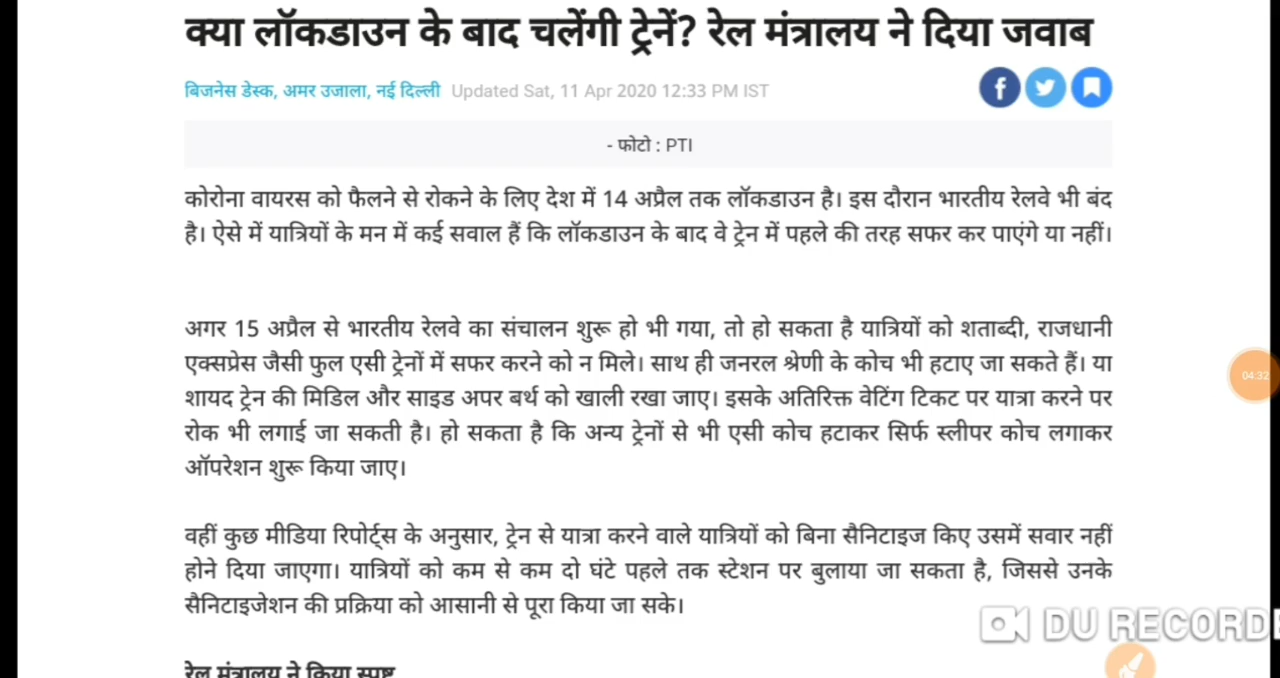 क्या लॉकडाउन के बाद चलेंगी ट्रेनें? रेल मंत्रालय ने दिया जवाब
बिजनेस डेस्क, अमर उजाला, नई दिल्ली Updated Sat, 11 Apr 2020 12:33 PM IST
- फोटो : PTI
कोरोना वायरस को फैलने से रोकने के लिए देश में 14 अप्रैल तक लॉकडाउन है। इस दौरान भारतीय रेलवे भी बंद
है। ऐसे में यात्रियों के मन में कई सवाल हैं कि लॉकडाउन के बाद वे ट्रेन में पहले की तरह सफर कर पाएंगे या नहीं।
अगर 15 अप्रैल से भारतीय रेलवे का संचालन शुरू हो भी गया, तो हो सकता है यात्रियों को शताब्दी, राजधानी
एक्सप्रेस जैसी फुल एसी ट्रेनों में सफर करने को न मिले। साथ ही जनरल श्रेणी के कोच भी हटाए जा सकते हैं। या
शायद ट्रेन की मिडिल और साइड अपर बर्थ को खाली रखा जाए। इसके अतिरिक्त वेटिंग टिकट पर यात्रा करने पर
रोक भी लगाई जा सकती है। हो सकता है कि अन्य ट्रेनों से भी एसी कोच हटाकर सिर्फ स्लीपर कोच लगाकर
ऑपरेशन शुरू किया जाए।
04:32
वहीं कुछ मीडिया रिपोर्ट्स के अनुसार, ट्रेन से यात्रा करने वाले यात्रियों को बिना सैनिटाइज किए उसमें सवार नहीं
होने दिया जाएगा। यात्रियों को कम से कम दो घंटे पहले तक स्टेशन पर बुलाया जा सकता है, जिससे उनके
सैनिटाइजेशन की प्रक्रिया को आसानी से पूरा किया जा सके।
DU RECORDE
रेल मंत्रालय ने किया स्पष्ट